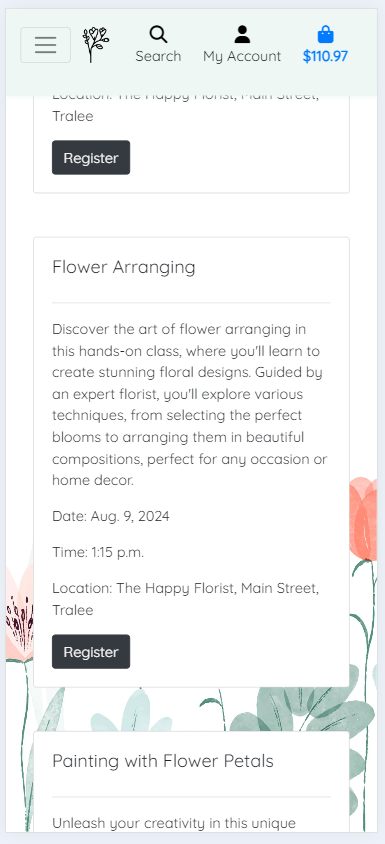 Search
My Account
$110.97
Location: The Happy Florist, Main Street,
Tralee
Register
Flower Arranging
Discover the art of flower arranging in
this hands-on class, where you'll learn to
create stunning floral designs. Guided by
an expert florist, you'll explore various
techniques, from selecting the perfect
blooms to arranging them in beautiful
compositions, perfect for any occasion or
home decor.
Date: Aug. 9, 2024
Time: 1:15 p.m.
Location: The Happy Florist, Main Street,
Tralee
Register
Painting with Flower Petals
Unleash your creativity in this unique